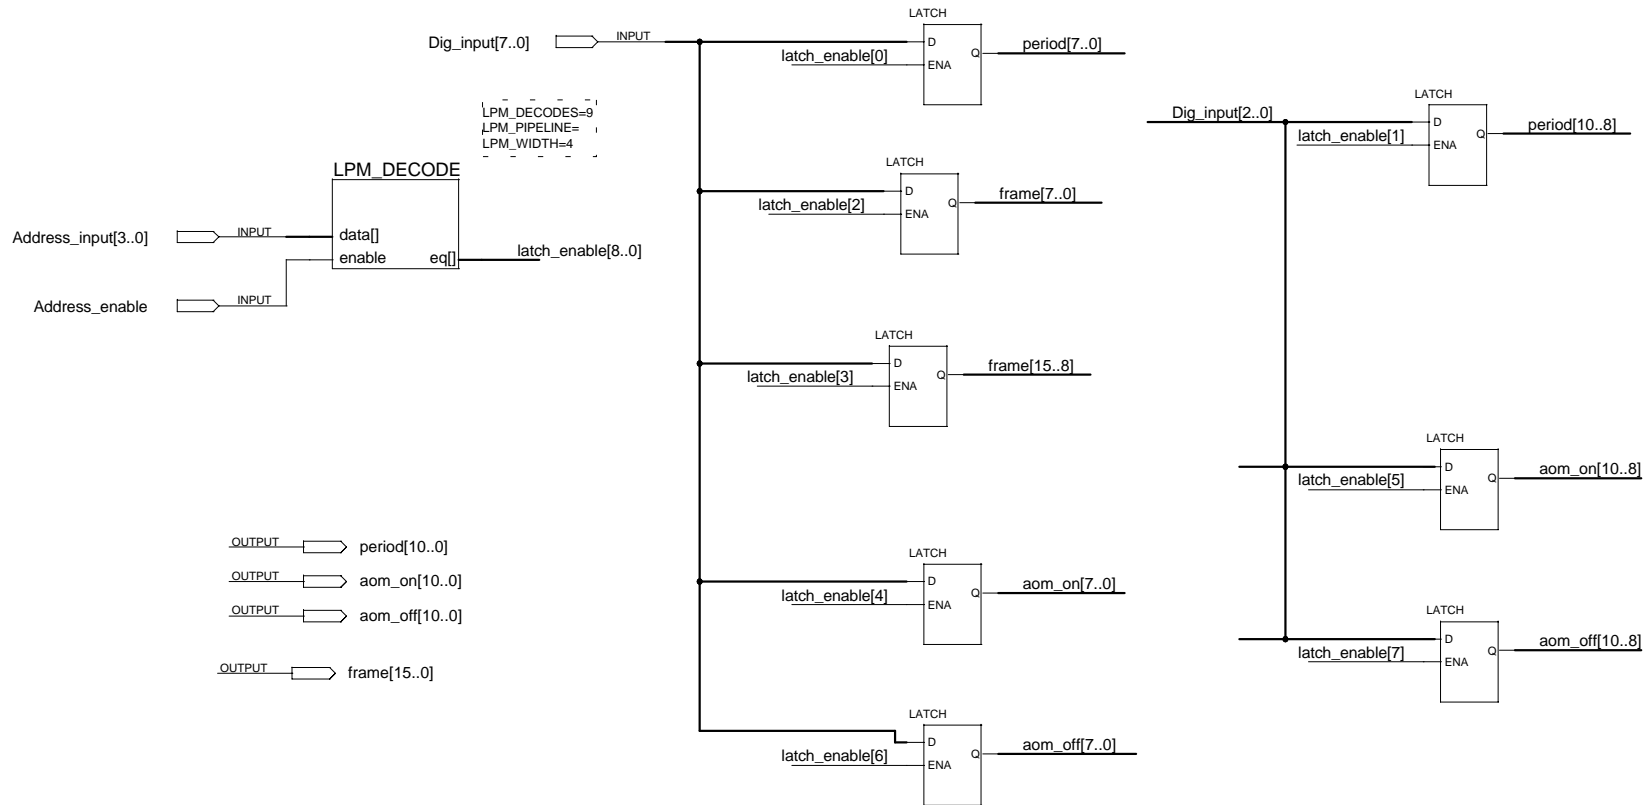 LATCH
Dig_input[7..0]
INPUT
D
Q
period[7..0]
latch_enable[0]
ENA
LPM_DECODES=9
LPM_PIPELINE=
LPM_WIDTH=4
LPM_DECODE
Address_input[3..0]
INPUT
data[]
enable
eq[]
latch_enable[8..0]
Address_enable
INPUT
LATCH
D
Q
frame[7..0]
latch_enable[2]
ENA
LATCH
D
Q
frame[15..8]
latch_enable[3]
ENA
LATCH
D
Q
aom_on[7..0]
latch_enable[4]
ENA
LATCH
D
Q
aom_off[7..0]
latch_enable[6]
ENA
LATCH
Dig_input[2..0]
D
Q
period[10..8]
latch_enable[1]
ENA
LATCH
D
Q
aom_on[10..8]
latch_enable[5]
ENA
LATCH
D
Q
aom_off[10..8]
latch_enable[7]
ENA
OUTPUT
period[10..0]
OUTPUT
aom_on[10..0]
OUTPUT
aom_off[10..0]
OUTPUT
frame[15..0]